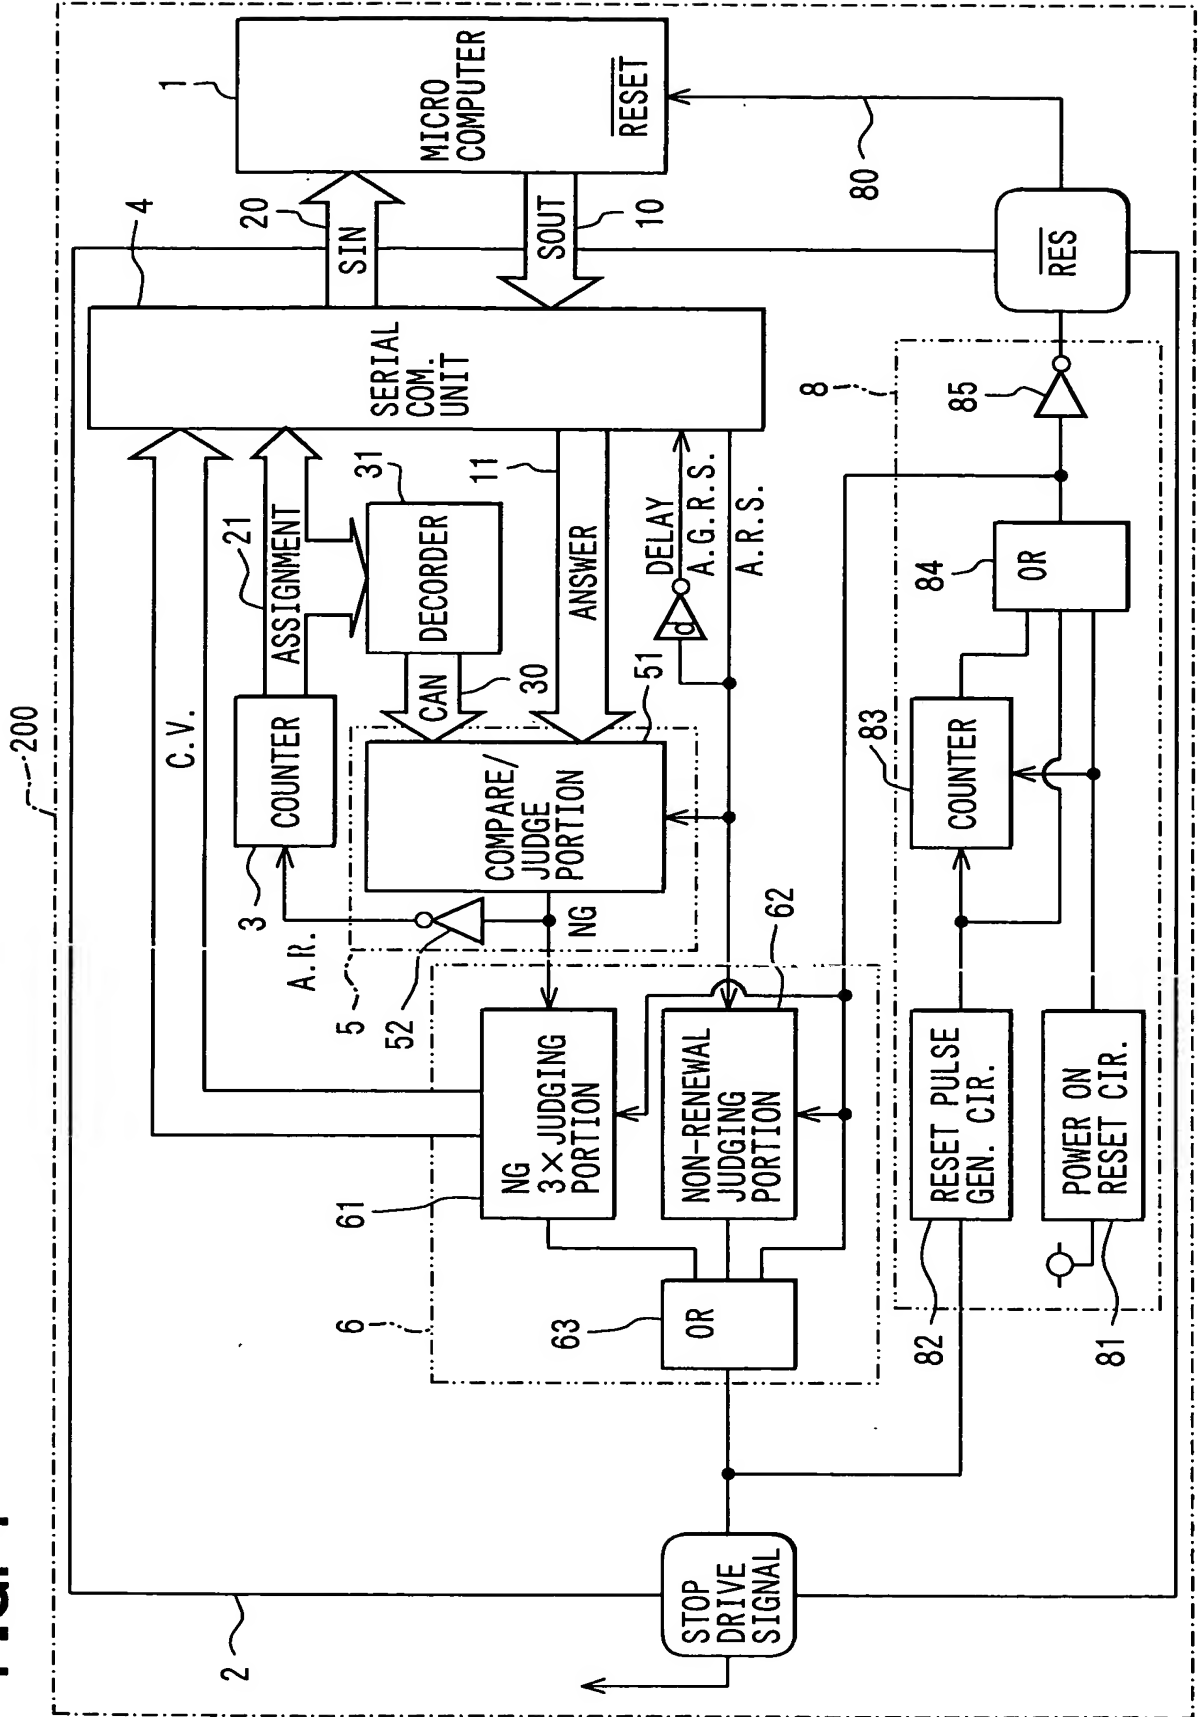 200
2
1
MICRO
COMPUTER
RESET
4
20
SIN
SOUT
10
80
SERIAL
COM.
UNIT
RES
C.V.
21
ASSIGNMENT
31
DECORDER
11
ANSWER
DELAY
A.G.R.S.
A.R.S.
d
CAN
30
COUNTER
3
A.R.
COMPARE/
JUDGE
PORTION
51
NG
5
52
8
85
OR
84
COUNTER
83
NG
3×JUDGING
PORTION
61
NON-RENEWAL
JUDGING
PORTION
62
6
OR
63
RESET PULSE
GEN. CIR.
82
POWER ON
RESET CIR.
81
STOP
DRIVE
SIGNAL